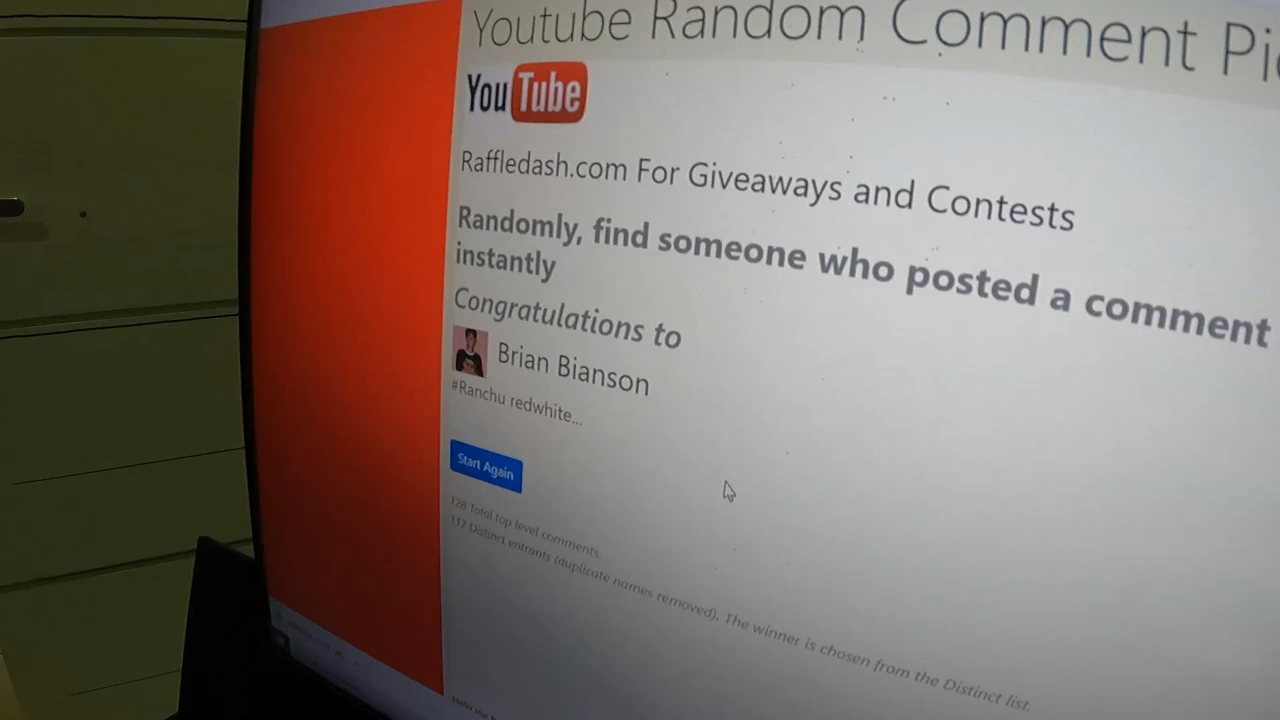 Youtube Random Comment
YouTube
Raffledash.com For Giveaways and Contests
Randomly, find someone who posted a comment
instantly
Congratulations to
Brian Bianson
#Ranchu redwhite...
Start Again
128 Total top level comments.
117 Distinct entrants (duplicate names removed), The winner is chosen from the Distinct list.